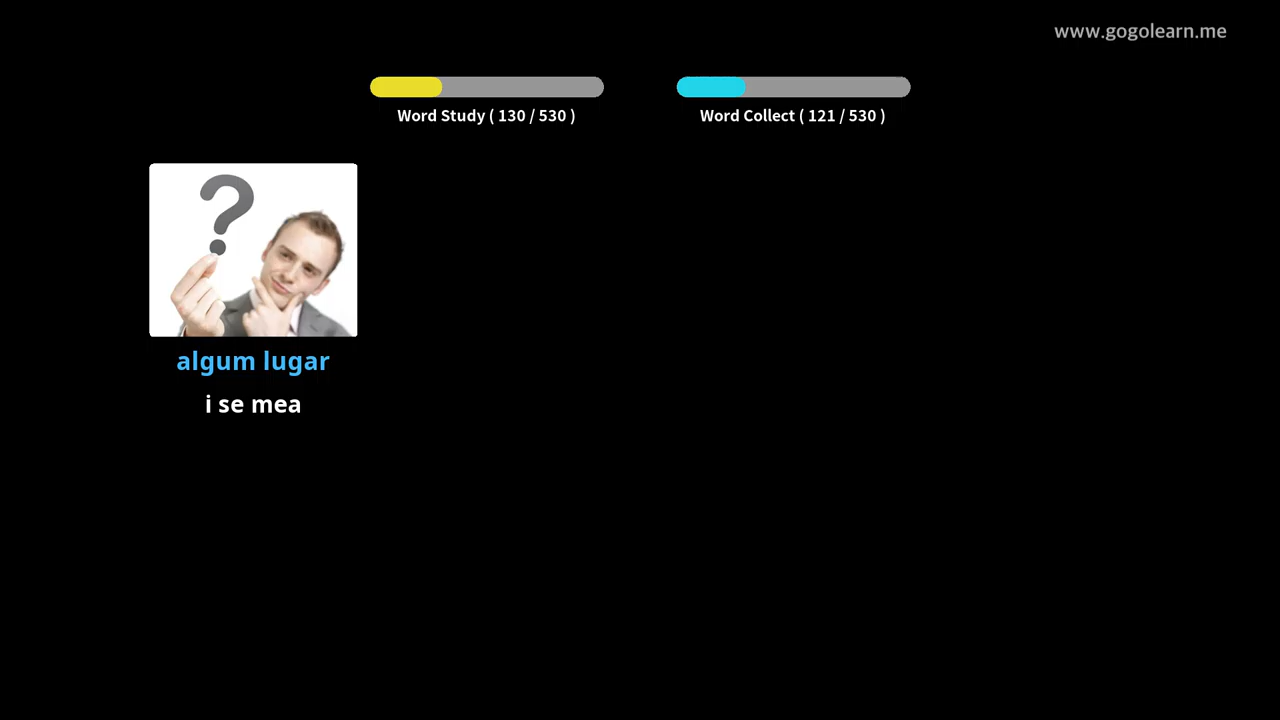 www.gogolearn.me
Word Study ( 130 / 530 )
Word Collect ( 121 / 530 )
?
algum lugar
i se mea